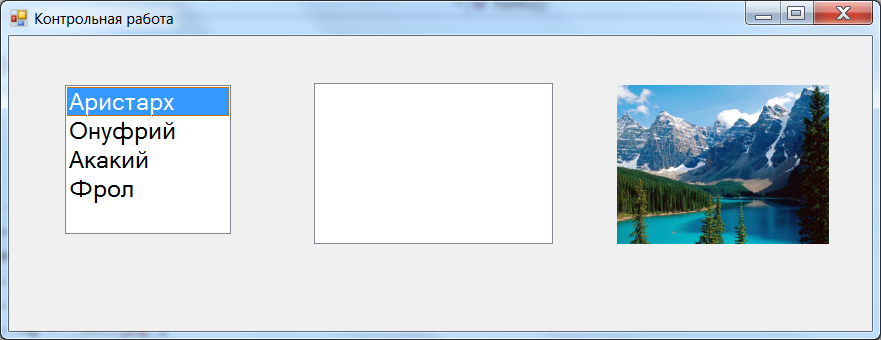 Контрольная работа
Аристарх
Онуфрий
Акакий
Фрол